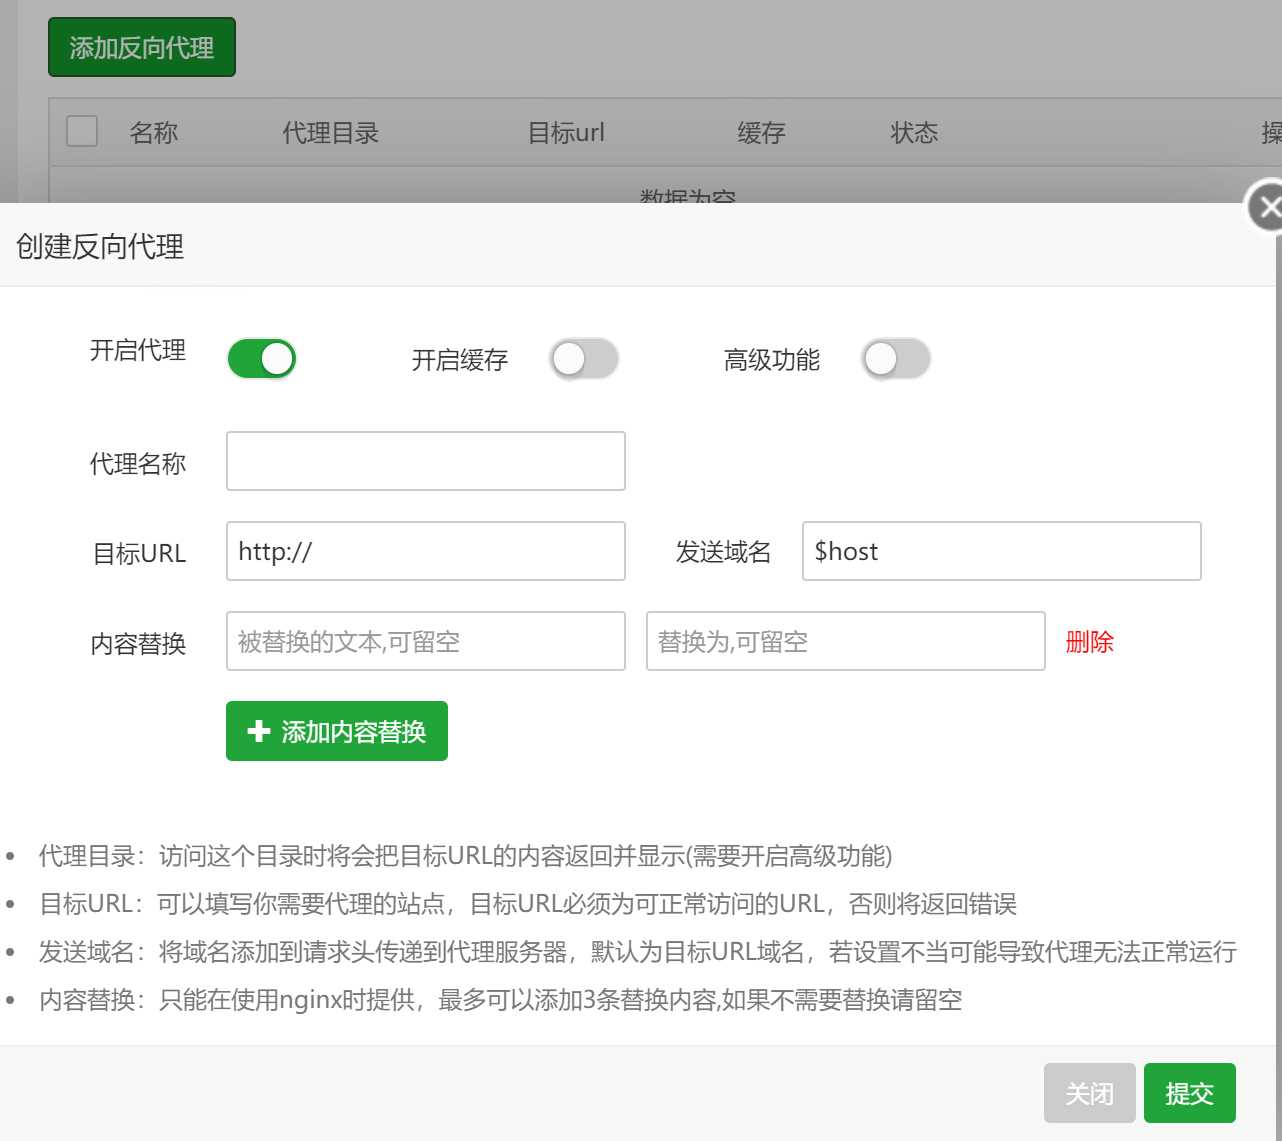 添加反向代理
名称 代理目录 目标url 缓存 状态 操
数据为空
创建反向代理
开启代理 开启缓存 高级功能
代理名称
目标URL http:// 发送域名 $host
内容替换 被替换的文本,可留空 替换为,可留空 删除
添加内容替换
代理目录：访问这个目录时将会把目标URL的内容返回并显示(需要开启高级功能)
目标URL：可以填写你需要代理的站点，目标URL必须为可正常访问的URL，否则将返回错误
发送域名：将域名添加到请求头传递到代理服务器，默认为目标URL域名，若设置不当可能导致代理无法正常运行
内容替换：只能在使用nginx时提供，最多可以添加3条替换内容,如果不需要替换请留空
关闭 提交